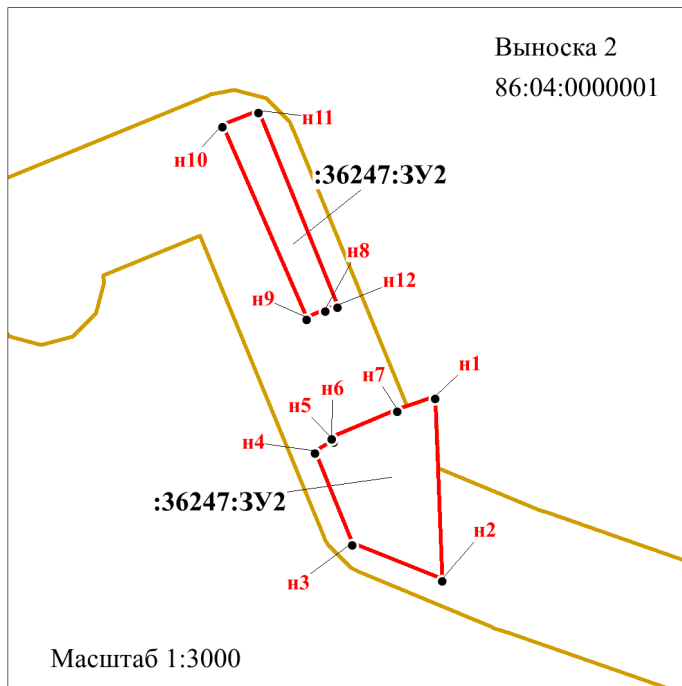 Выноска 2
86:04:0000001
н11
н10
:36247:ЗУ2
н8
н9
н12
н7
н1
н6
н5
н4
:36247:ЗУ2
н2
н3
Масштаб 1:3000